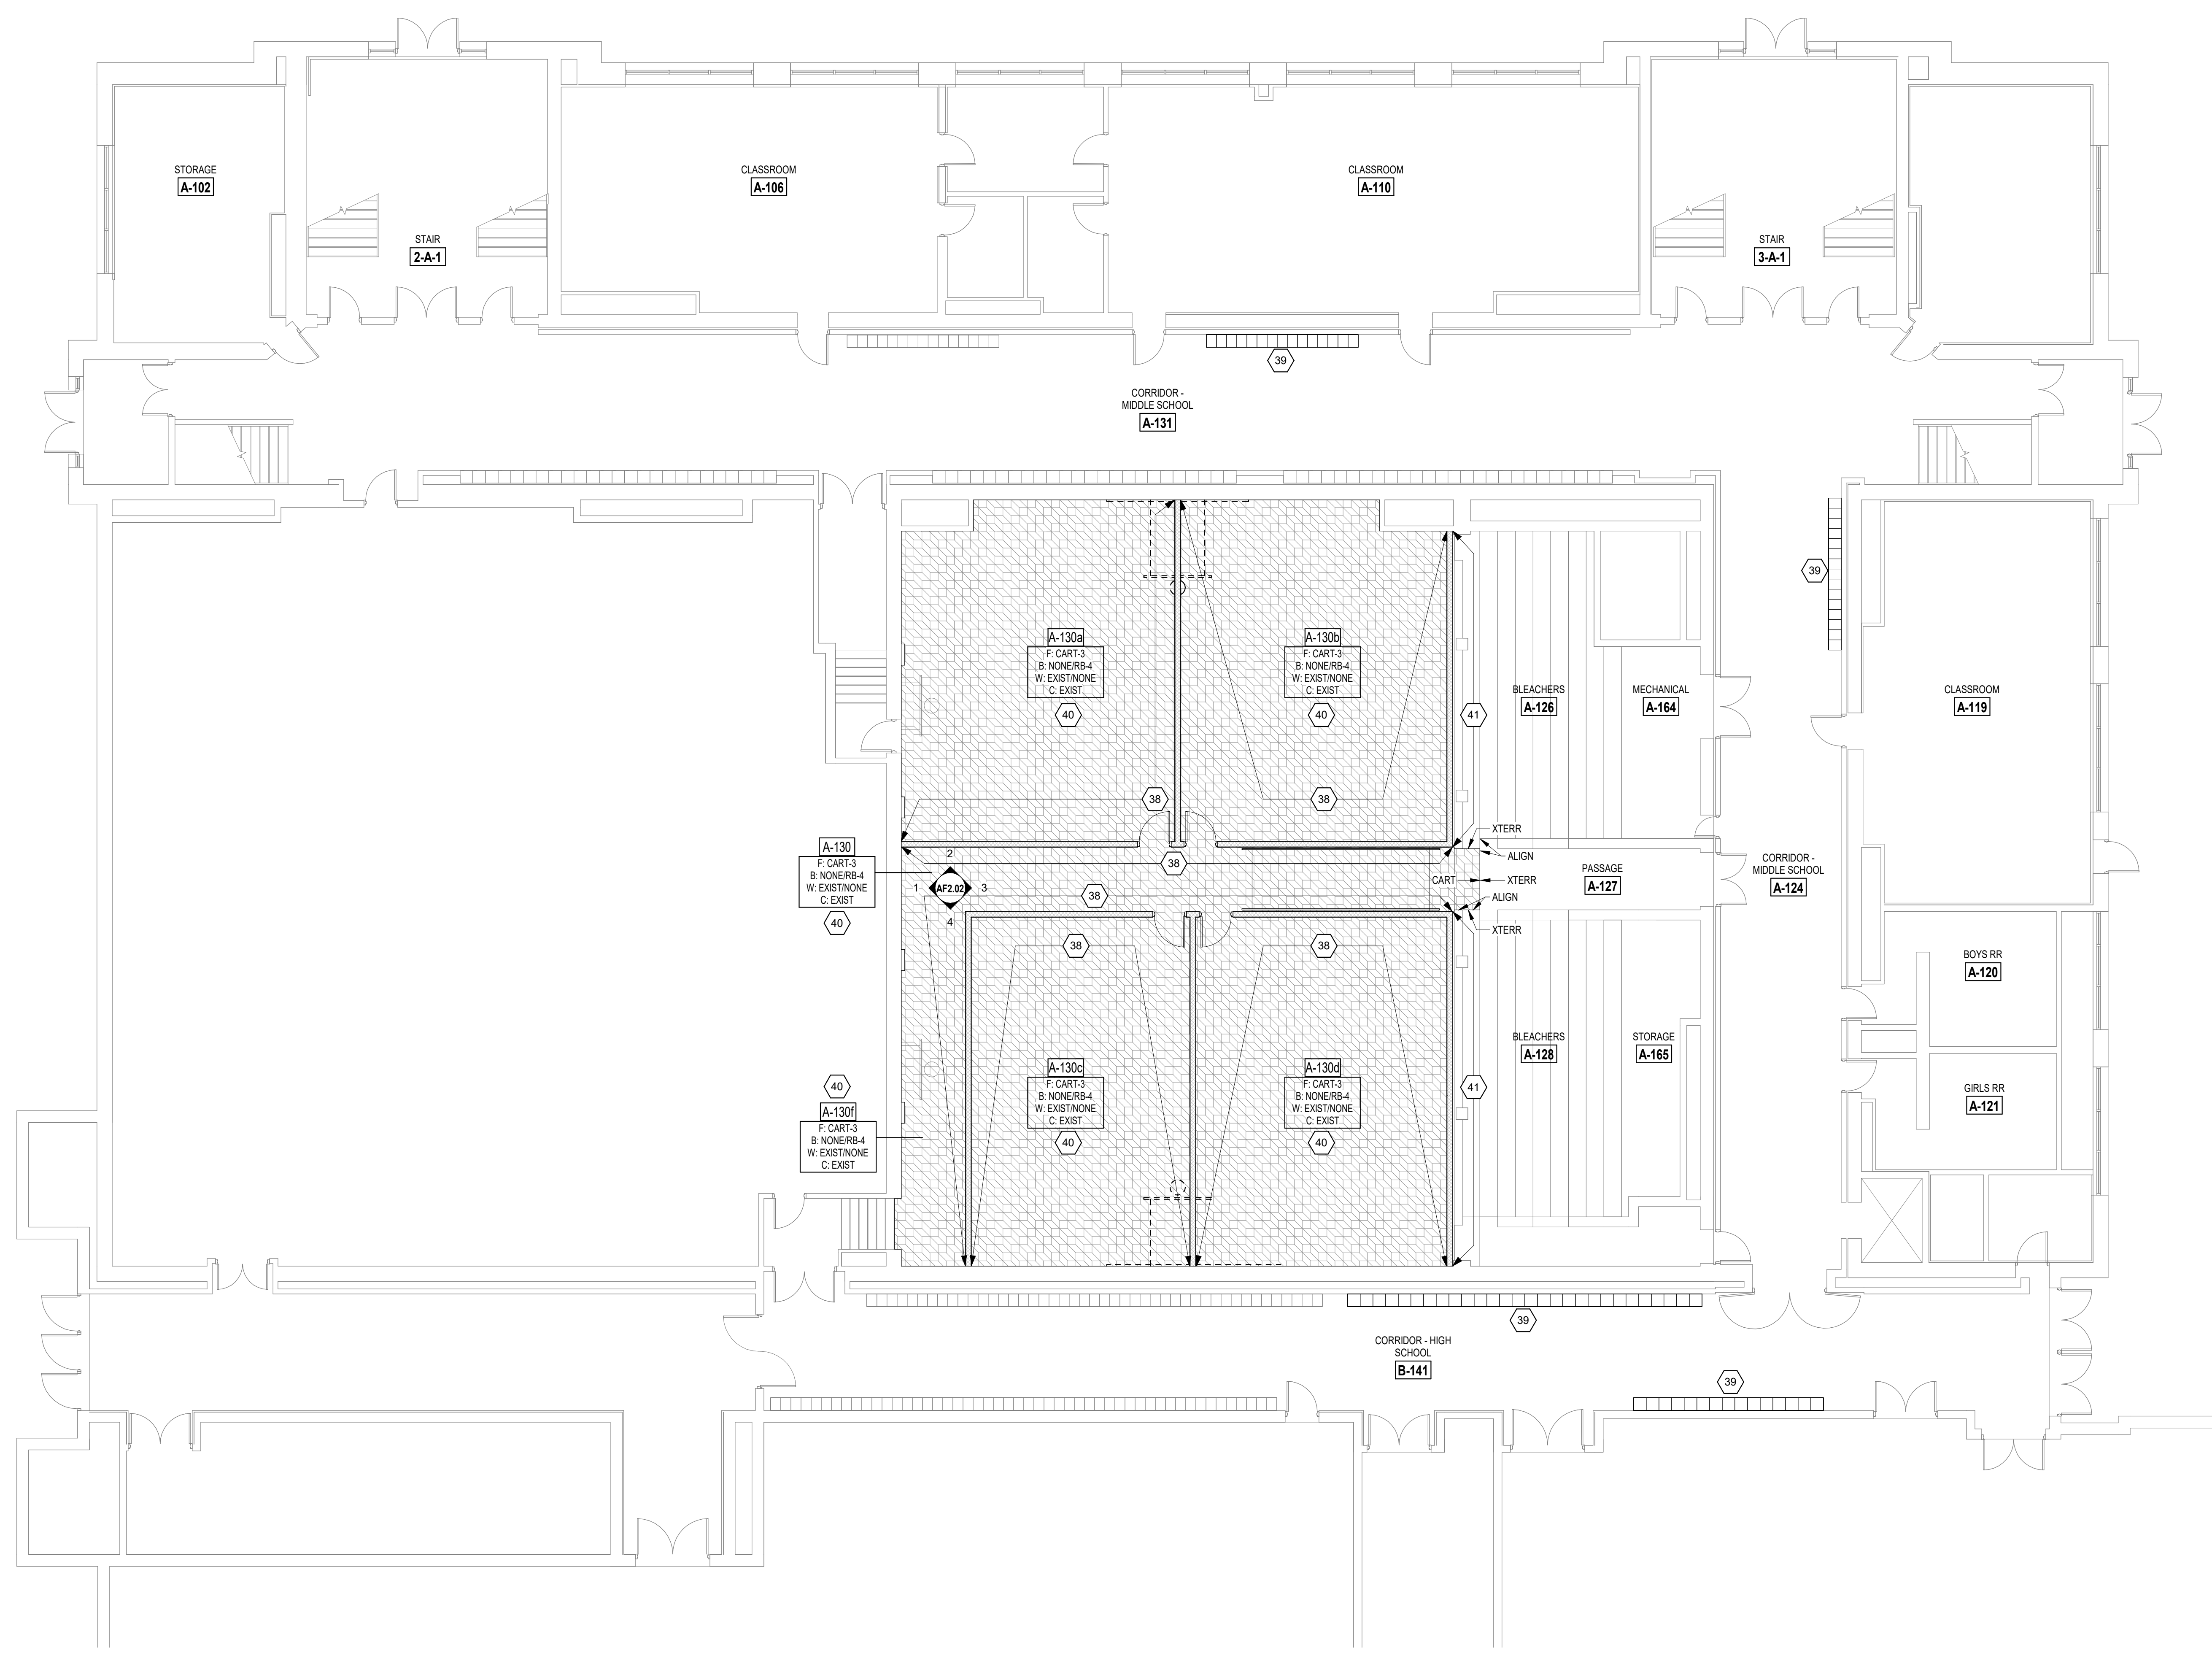 STORAGE
A-102
CLASSROOM
A-106
CLASSROOM
A-110
STAIR
2-A-1
STAIR
3-A-1
39
CORRIDOR -
MIDDLE SCHOOL
A-131
39
A-130a
F: CART-3
B: NONE/RB-4
W: EXIST/NONE
C: EXIST
40
A-130b
F: CART-3
B: NONE/RB-4
W: EXIST/NONE
C: EXIST
40
41
BLEACHERS
A-126
MECHANICAL
A-164
CLASSROOM
A-119
38
38
A-130
F: CART-3
B: NONE/RB-4
W: EXIST/NONE
C: EXIST
40
2
1
AF2.02
3
4
38
38
XTERR
ALIGN
CART
XTERR
ALIGN
XTERR
PASSAGE
A-127
CORRIDOR -
MIDDLE SCHOOL
A-124
38
38
BOYS RR
A-120
40
A-130f
F: CART-3
B: NONE/RB-4
W: EXIST/NONE
C: EXIST
A-130c
F: CART-3
B: NONE/RB-4
W: EXIST/NONE
C: EXIST
40
A-130d
F: CART-3
B: NONE/RB-4
W: EXIST/NONE
C: EXIST
40
41
BLEACHERS
A-128
STORAGE
A-165
GIRLS RR
A-121
39
CORRIDOR - HIGH
SCHOOL
B-141
39